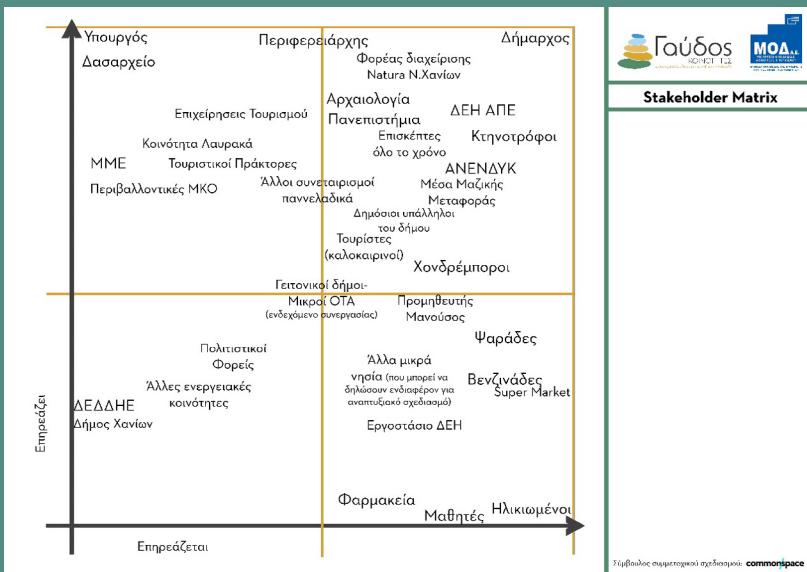 Υπουργός
Περιφερειάρχης
Δήμαρχος
Δασαρχείο
Φορέας διαχείρισης
Natura Ν.Χανίων
Αρχαιολογία
ΔΕΗ ΑΠΕ
Επιχειρήσεις Τουρισμού
Πανεπιστήμια
Επισκέπτες
όλο το χρόνο
Κτηνοτρόφοι
Κοινότητα Λαυρακά
ΜΜΕ
Τουριστικοί Πράκτορες
ΑΝΕΝΔΥΚ
Περιβαλλοντικές ΜΚΟ
Άλλοι συνεταιρισμοί
παννελαδικά
Μέσα Μαζικής
Μεταφοράς
Δημόσιοι υπάλληλοι
του δήμου
Τουρίστες
(καλοκαιρινοί)
Χονδρέμποροι
Γειτονικοί δήμοι-
Μικροί ΟΤΑ
(ενδεχόμενο συνεργασίας)
Προμηθευτής
Μανούσος
Ψαράδες
Πολιτιστικοί
Φορείς
Άλλα μικρά
νησία (που μπορεί να
δηλώσουν ενδιαφέρον για
αναπτυξιακό σχεδιασμό)
Βενζινάδες
Super Market
Άλλες ενεργειακές
κοινότητες
ΔΕΔΔΗΕ
Δήμος Χανίων
Εργοστάσιο ΔΕΗ
Φαρμακεία
Μαθητές
Ηλικιωμένοι
Επηρεάζει
Επηρεάζεται
Γαύδος
ΚΟΙΝΟΤΗΤΕΣ
ΜΟΔ Α.Ε.
Stakeholder Matrix
Σύμβουλος συμμετοχικού σχεδιασμού: commonspace